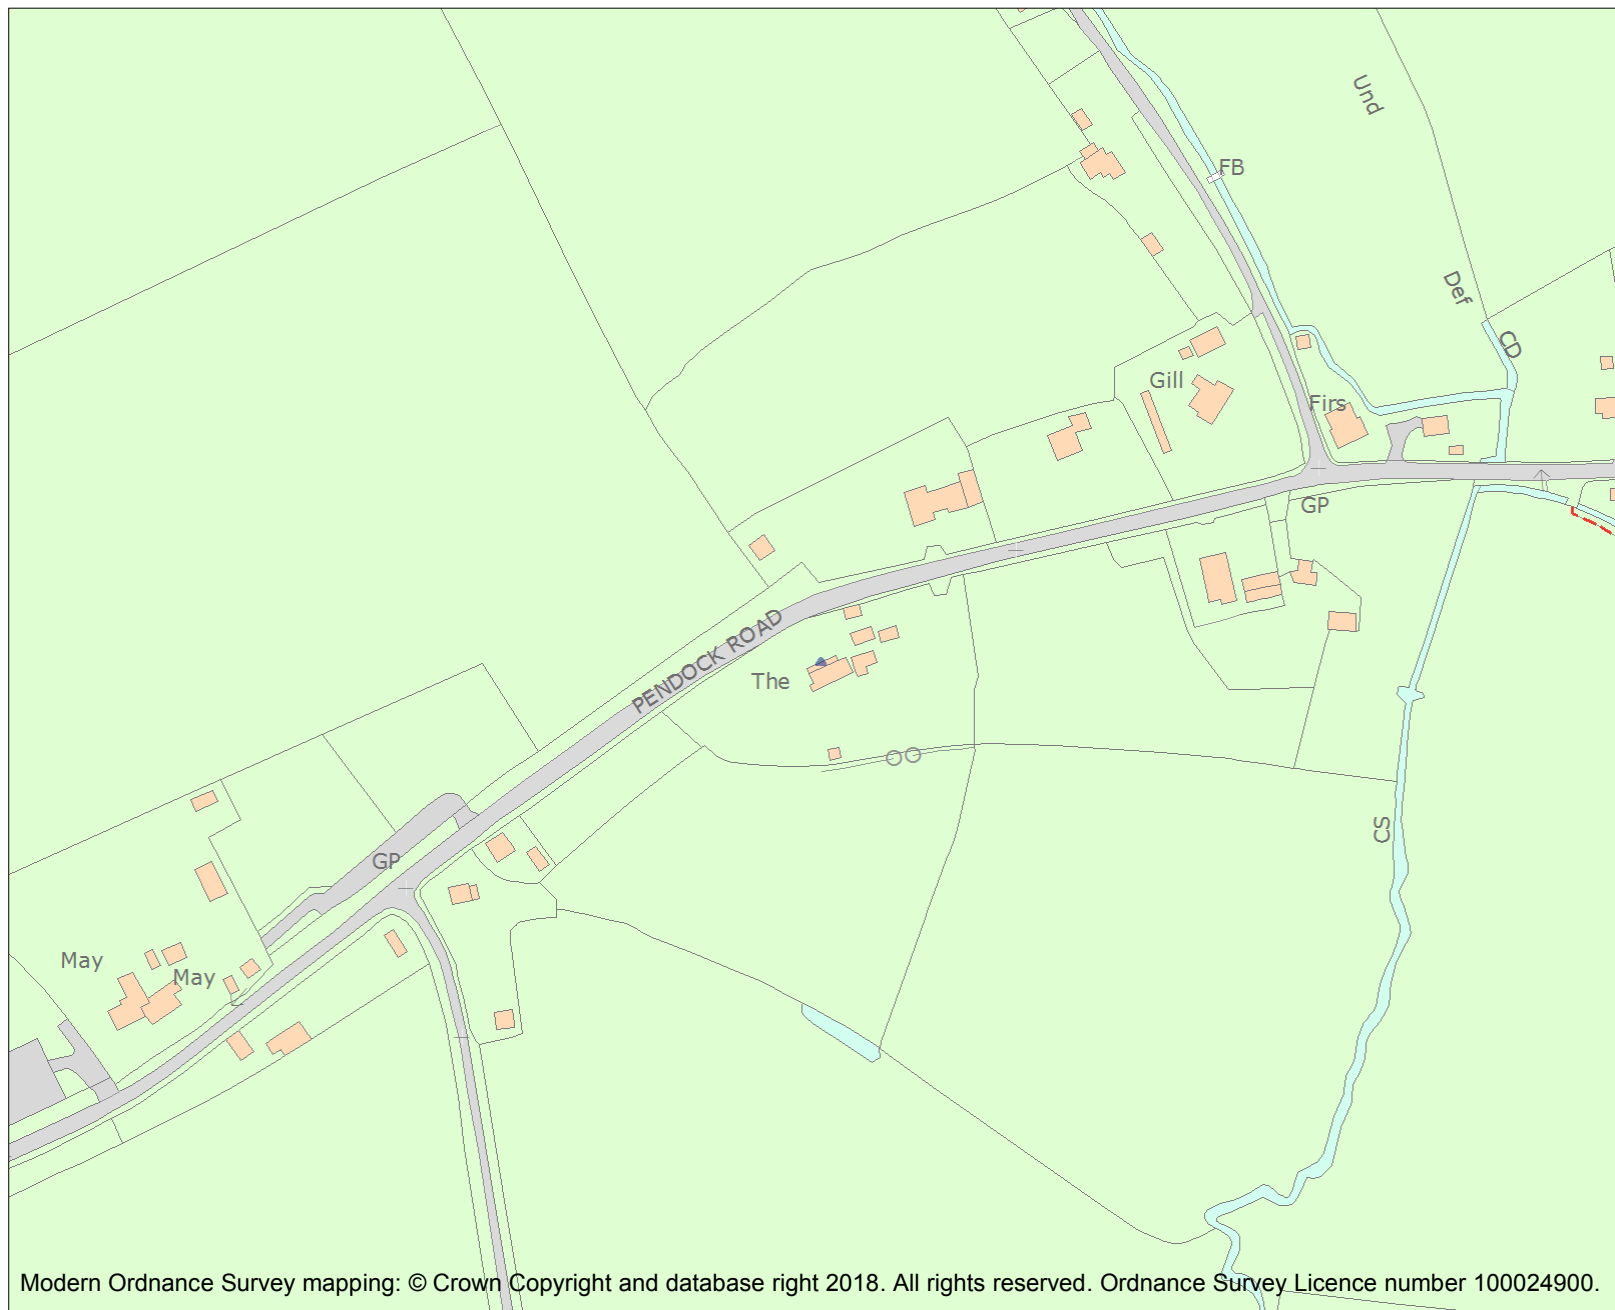 Und
FB
Def
CD
Gill
Firs
GP
PENDOCK ROAD
The
CS
GP
May
May
Modern Ordnance Survey mapping: © Crown Copyright and database right 2018. All rights reserved. Ordnance Survey Licence number 100024900.